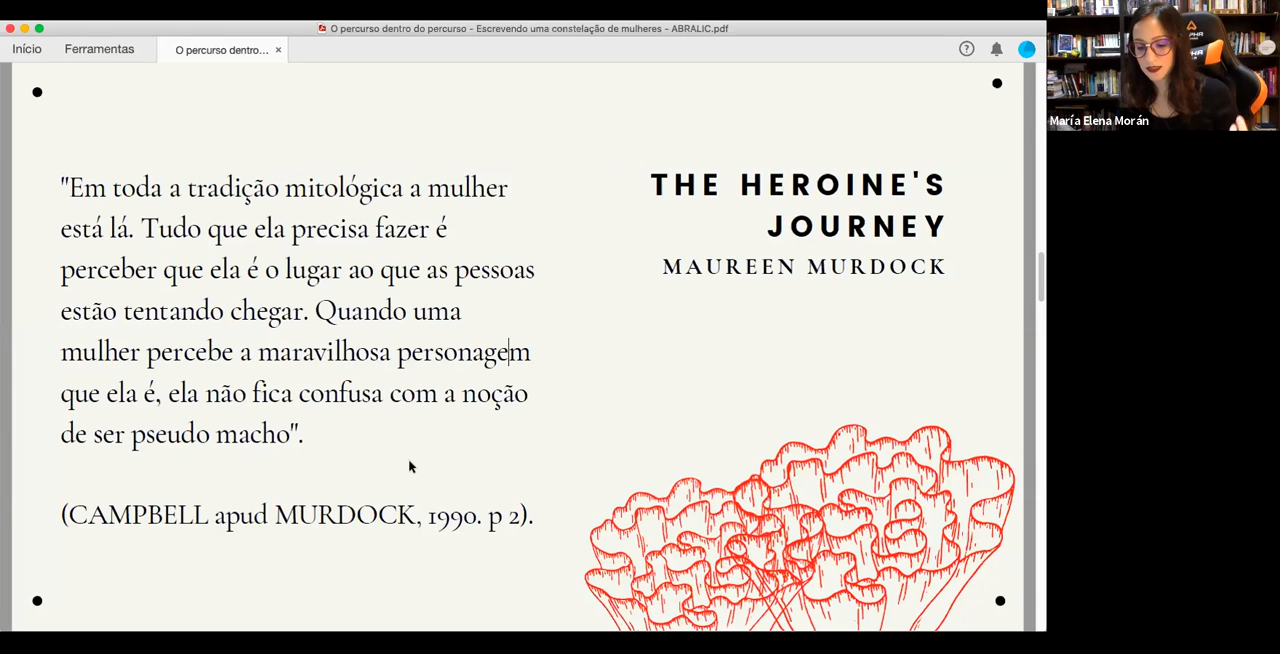 O percurso dentro do percurso - Escrevendo uma constelação de mulheres - ABRALIC.pdf
Início
Ferramentas
O percurso dentro... ×
?
"Em toda a tradição mitológica a mulher
está lá. Tudo que ela precisa fazer é
perceber que ela é o lugar ao que as pessoas
estão tentando chegar. Quando uma
mulher percebe a maravilhosa personagem
que ela é, ela não fica confusa com a noção
de ser pseudo macho".
(CAMPBELL apud MURDOCK, 1990. p 2).
THE HEROINE'S
JOURNEY
MAUREEN MURDOCK
María Elena Morán